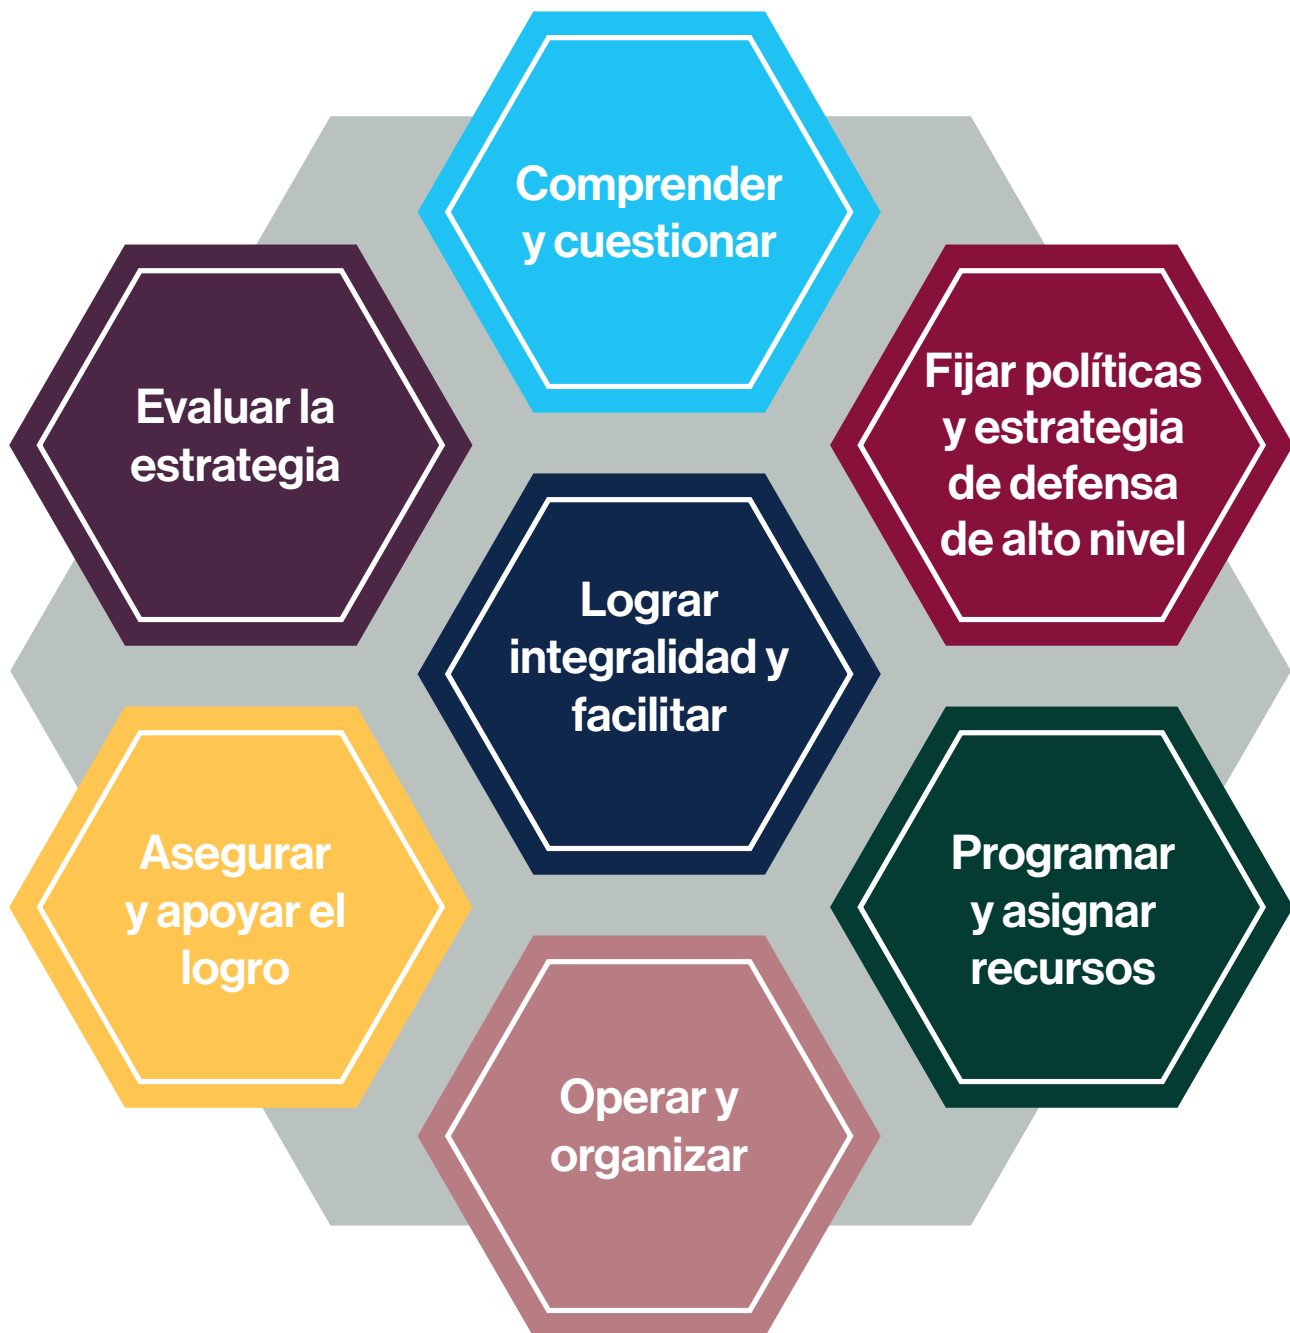 Comprender
y cuestionar
Evaluar la
estrategia
Fijar políticas
y estrategia
de defensa
de alto nivel
Lograr
integralidad y
facilitar
Asegurar
y apoyar el
logro
Programar
y asignar
recursos
Operar y
organizar